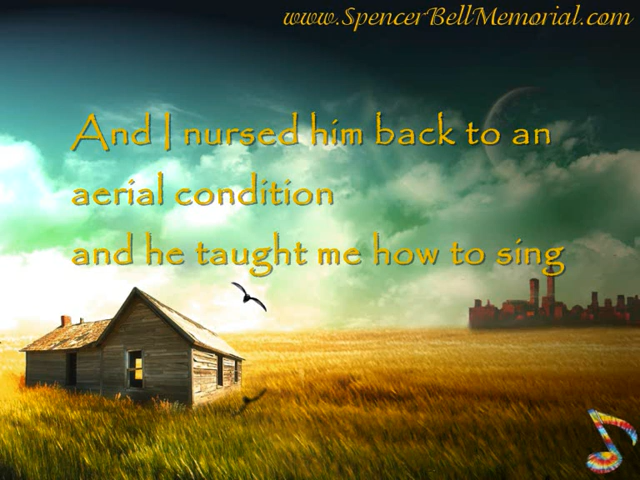 www.SpencerBellMemorial.com
And I nursed him back to an
aerial condition
and he taught me how to sing